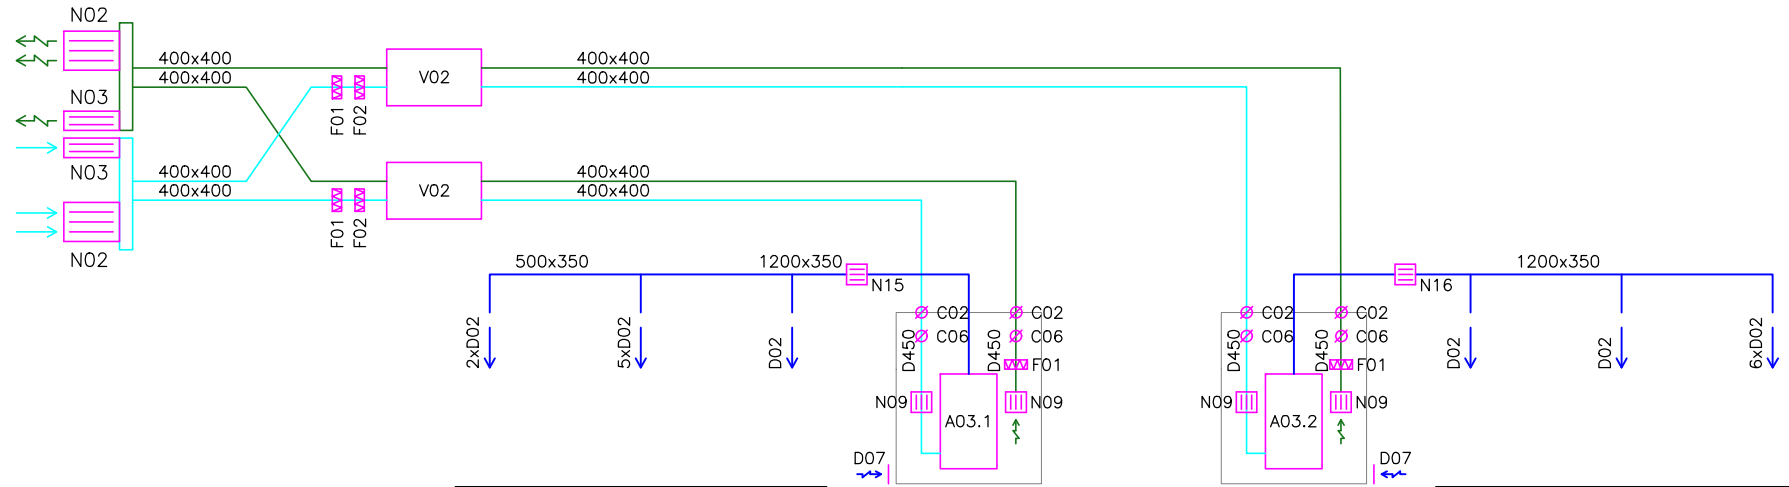 N02
400x400
400x400
400x400
400x400
V02
N03
F01
F02
N03
400x400
400x400
400x400
400x400
V02
F01
F02
N02
500x350
1200x350
N15
1200x350
N16
C02
C02
C02
C02
C06
C06
C06
C06
D450
D450
D450
D450
2xD02
5xD02
D02
D02
D02
6xD02
F01
F01
N09
N09
N09
N09
A03.1
A03.2
D07
D07